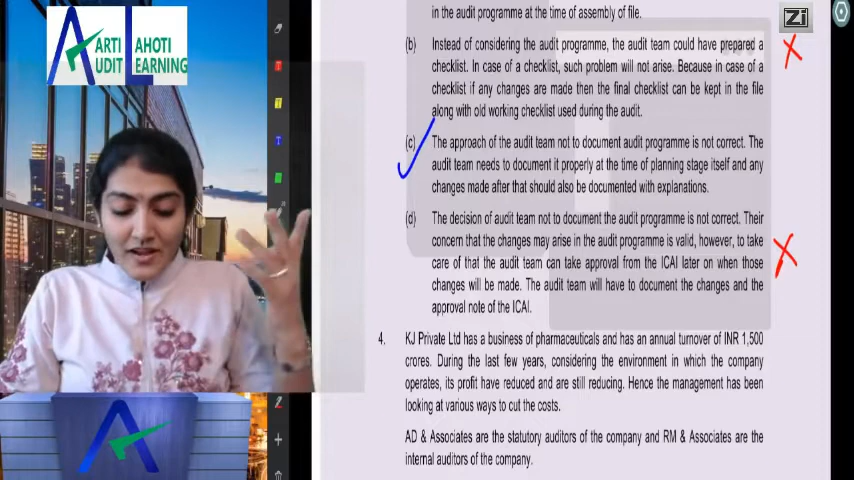 ARTI LAHOTI
AUDIT LEARNING
Zi
in the audit programme at the time of assembly of file.
(b) Instead of considering the audit programme, the audit team could have prepared a
checklist. In case of a checklist, such problem will not arise. Because in case of a
checklist if any changes are made then the final checklist can be kept in the file
along with old working checklist used during the audit.
(c) The approach of the audit team not to document audit programme is not correct. The
audit team needs to document it properly at the time of planning stage itself and any
changes made after that should also be documented with explanations.
(d) The decision of audit team not to document the audit programme is not correct. Their
concern that the changes may arise in the audit programme is valid, however, to take
care of that the audit team can take approval from the ICAI later on when those
changes will be made. The audit team will have to document the changes and the
approval note of the ICAI.
4. KJ Private Ltd has a business of pharmaceuticals and has an annual turnover of INR 1,500
crores. During the last few years, considering the environment in which the company
operates, its profit have reduced and are still reducing. Hence the management has been
looking at various ways to cut the costs.
AD & Associates are the statutory auditors of the company and RM & Associates are the
internal auditors of the company.